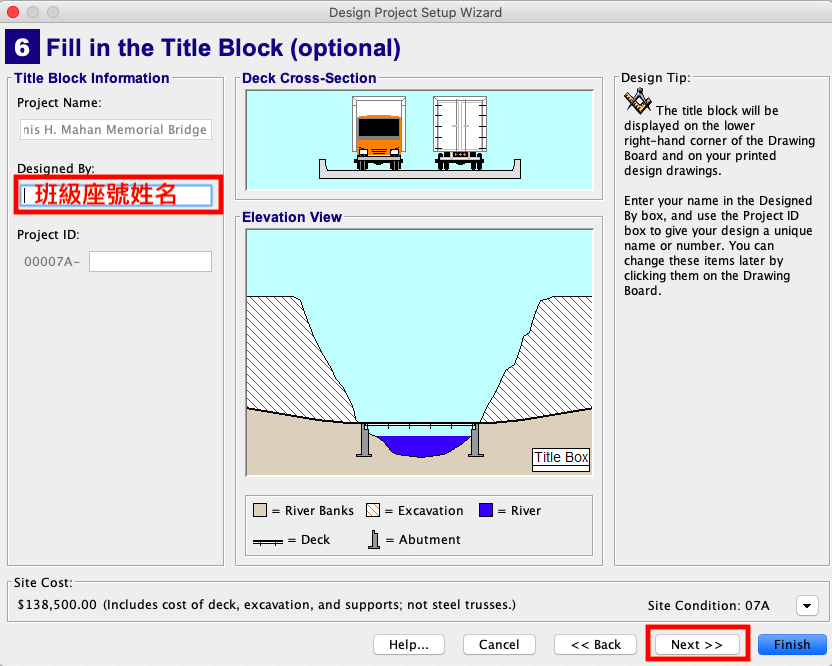 Design Project Setup Wizard
6 Fill in the Title Block (optional)
Title Block Information
Project Name:
nis H. Mahan Memorial Bridge
Designed By:
班級座號姓名
Project ID:
00007A-
Deck Cross-Section
Elevation View
Title Box
= River Banks
= Excavation
= River
= Deck
= Abutment
Design Tip:
The title block will be
displayed on the lower
right-hand corner of the Drawing
Board and on your printed
design drawings.
Enter your name in the Designed
By box, and use the Project ID
box to give your design a unique
name or number. You can
change these items later by
clicking them on the Drawing
Board.
Site Cost:
$138,500.00 (Includes cost of deck, excavation, and supports; not steel trusses.)
Site Condition: 07A
Help...
Cancel
<< Back
Next >>
Finish